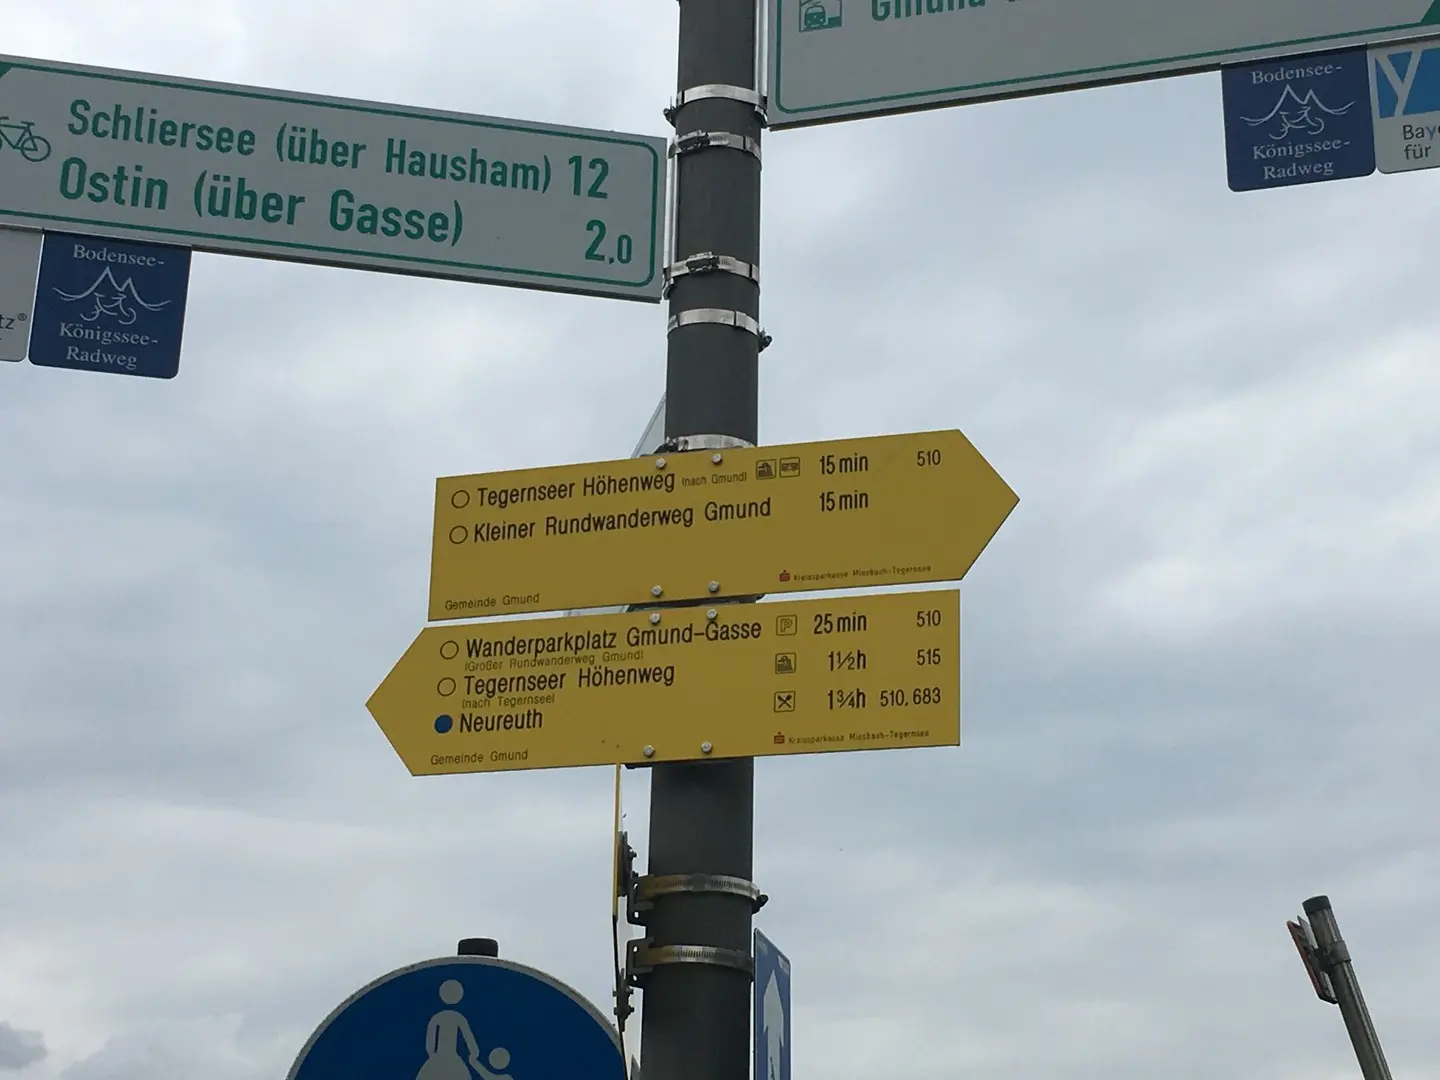 Gmund
Schliersee (über Hausham) 12
Ostin (über Gasse) 2,0
Bodensee-
Königssee-
Radweg
Bodensee-
Königssee-
Radweg
für
Tegernseer Höhenweg (nach Gmund) 15 min 510
Kleiner Rundwanderweg Gmund 15 min
Kreissparkasse Miesbach-Tegernsee
Gemeinde Gmund
Wanderparkplatz Gmund-Gasse P 25 min 510
(Großer Rundwanderweg Gmund)
Tegernseer Höhenweg 1½h 515
(nach Tegernsee)
Neureuth 1¾h 510, 683
Kreissparkasse Miesbach-Tegernsee
Gemeinde Gmund